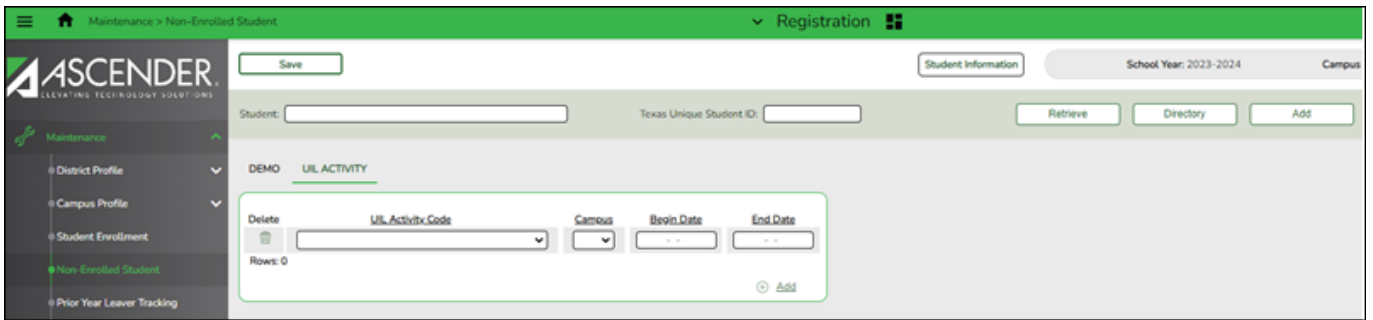 Maintenance > Non-Enrolled Student
Registration
ASCENDER.
ELEVATING TECHNOLOGY SOLUTIONS
Save
Student Information
School Year: 2023-2024
Campus
Student:
Texas Unique Student ID:
Retrieve
Directory
Add
Maintenance
District Profile
Campus Profile
Student Enrollment
Non-Enrolled Student
Prior Year Leaver Tracking
DEMO
UIL ACTIVITY
Delete
UIL Activity Code
Campus
Begin Date
End Date
- -
- -
Rows: 0
Add